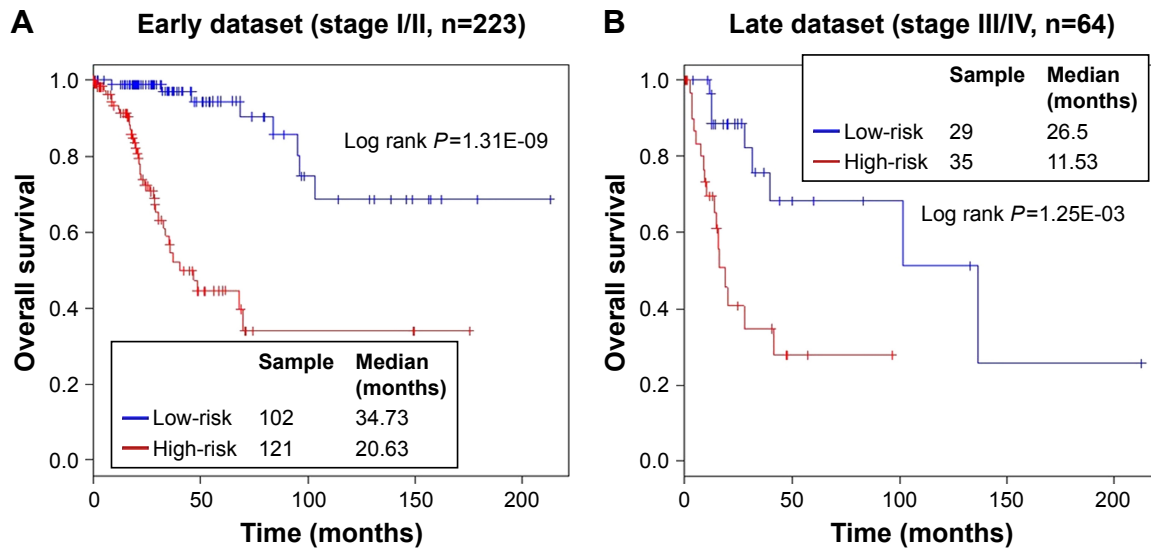 A Early dataset (stage I/II, n=223)
1.0
0.8
0.6
0.4
0.2
0.0
Overall survival
Log rank P=1.31E-09
Sample Median
(months)
Low-risk 102 34.73
High-risk 121 20.63
0 50 100 150 200
Time (months)
B Late dataset (stage III/IV, n=64)
1.0
0.8
0.6
0.4
0.2
0.0
Overall survival
Sample Median
(months)
Low-risk 29 26.5
High-risk 35 11.53
Log rank P=1.25E-03
0 50 100 150 200
Time (months)